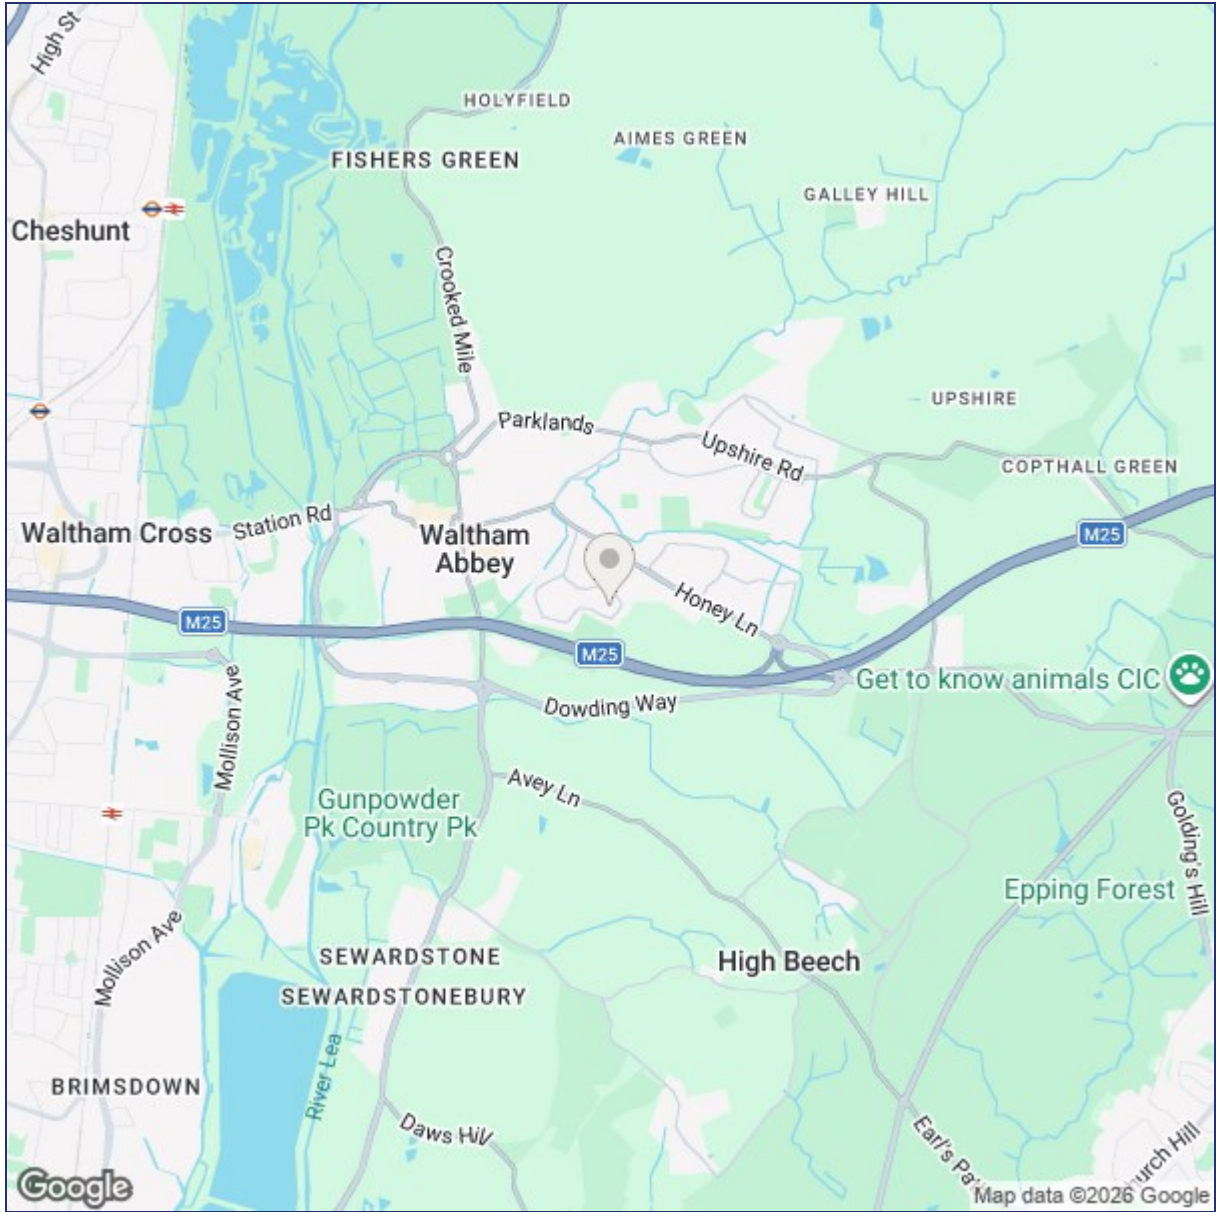 High St
HOLYFIELD
AIMES GREEN
FISHERS GREEN
GALLEY HILL
Cheshunt
Crooked Mile
UPSHIRE
Parklands
Upshire Rd
COPTHALL GREEN
Waltham Cross
Station Rd
Waltham
Abbey
M25
Honey Ln
M25
M25
Get to know animals CIC
Mollison Ave
Dowding Way
Avey Ln
Gunpowder
Pk Country Pk
Golding's Hill
Epping Forest
Mollison Ave
SEWARDSTONE
High Beech
SEWARDSTONEBURY
River Lea
BRIMSDOWN
Daws Hil
Earl's Pa
hurch Hill
Google
Map data ©2026 Google